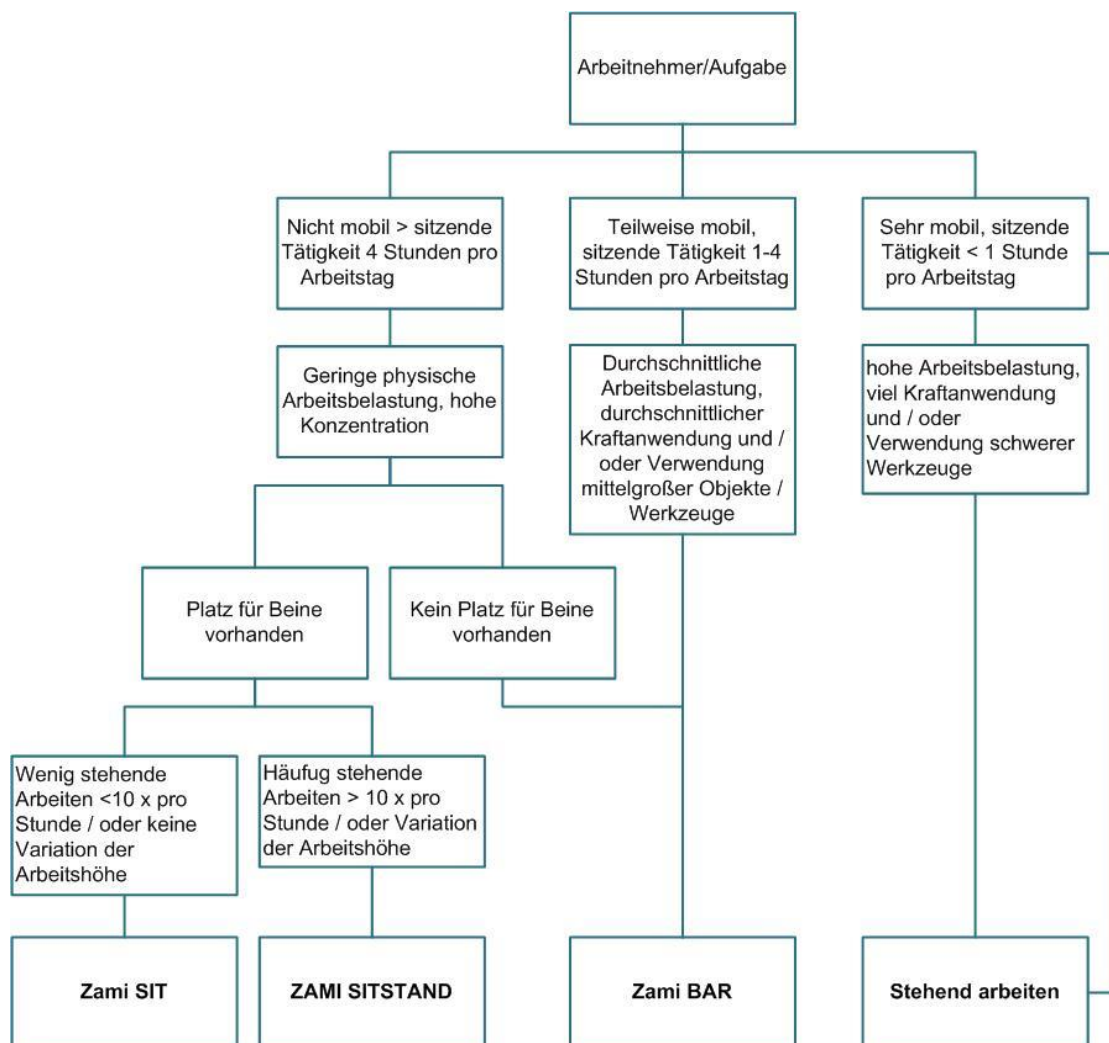 Arbeitnehmer/Aufgabe
Nicht mobil > sitzende
Tätigkeit 4 Stunden pro
Arbeitstag
Teilweise mobil,
sitzende Tätigkeit 1-4
Stunden pro Arbeitstag
Sehr mobil, sitzende
Tätigkeit < 1 Stunde
pro Arbeitstag
Geringe physische
Arbeitsbelastung, hohe
Konzentration
Durchschnittliche
Arbeitsbelastung,
durchschnittlicher
Kraftanwendung und /
oder Verwendung
mittelgroßer Objekte /
Werkzeuge
hohe Arbeitsbelastung,
viel Kraftanwendung
und / oder
Verwendung schwerer
Werkzeuge
Platz für Beine
vorhanden
Kein Platz für Beine
vorhanden
Wenig stehende
Arbeiten <10 x pro
Stunde / oder keine
Variation der
Arbeitshöhe
Häufug stehende
Arbeiten > 10 x pro
Stunde / oder Variation
der Arbeitshöhe
Zami SIT
ZAMI SITSTAND
Zami BAR
Stehend arbeiten